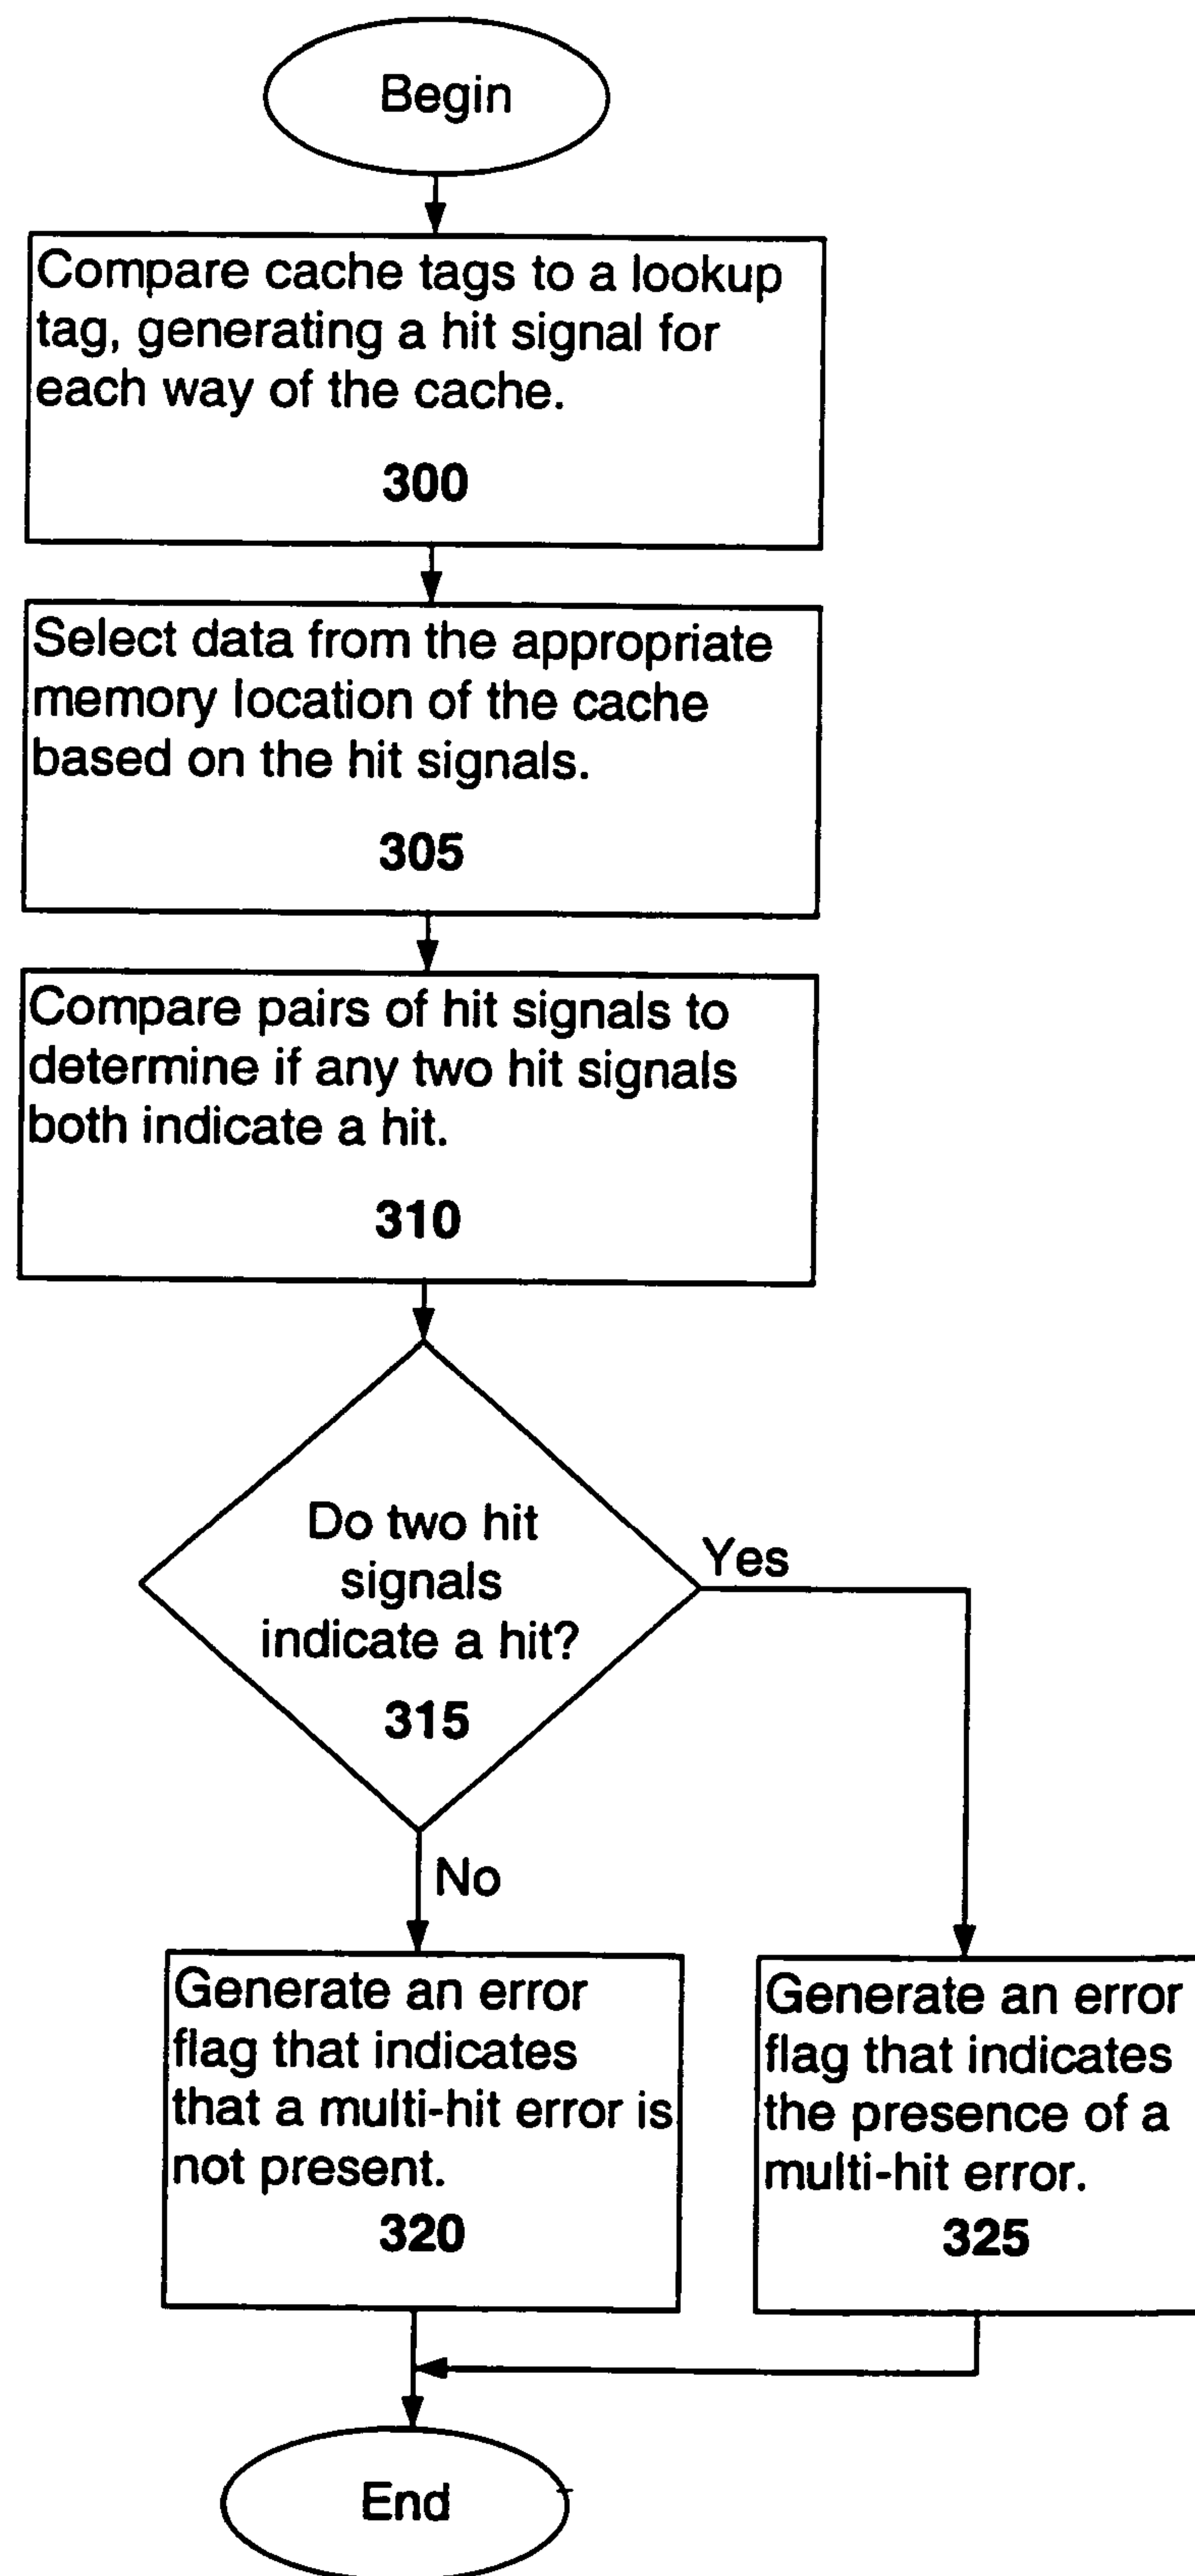 Begin
Compare cache tags to a lookup
tag, generating a hit signal for
each way of the cache.
300
Select data from the appropriate
memory location of the cache
based on the hit signals.
305
Compare pairs of hit signals to
determine if any two hit signals
both indicate a hit.
310
Do two hit
signals
indicate a hit?
315
Yes
No
Generate an error
flag that indicates
that a multi-hit error is
not present.
320
Generate an error
flag that indicates
the presence of a
multi-hit error.
325
End